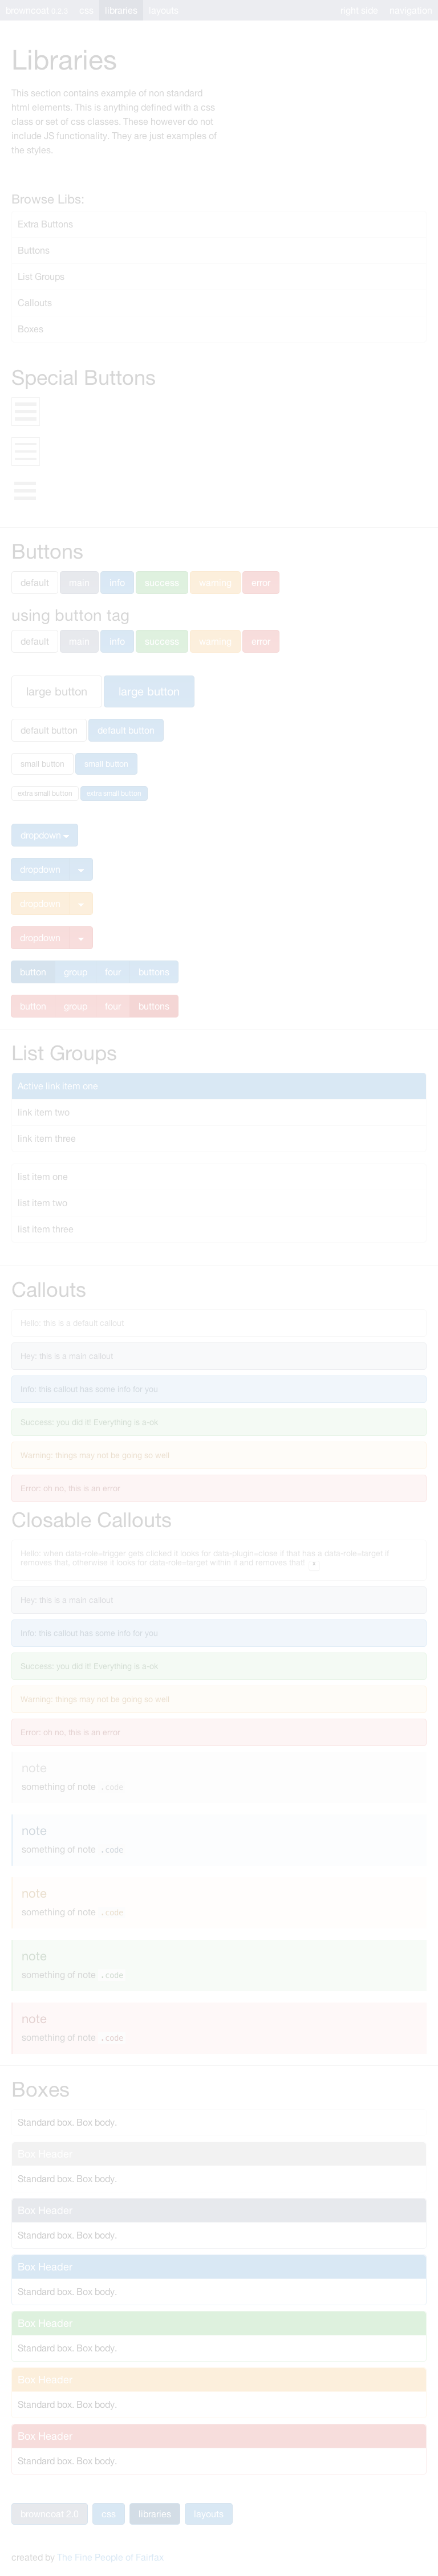 browncoat 2.0.2 css libraries layouts right side navigation
Libraries
This section contains example of non standard
html elements. This is anything defined with a css
class or set of css classes. These however do not
include JS functionality. They are just examples of
the styles.
Browse Libs:
Extra Buttons
Buttons
List Groups
Callouts
Boxes
Special Buttons
Buttons
default main info success warning error
using button tag
default main info success warning error
large button large button
default button default button
small button small button
extra small button extra small button
dropdown
dropdown
dropdown
dropdown
button group four buttons
button group four buttons
List Groups
Active link item one
link item two
link item three
list item one
list item two
list item three
Callouts
Hello: this is a default callout
Hey: this is a main callout
Info: this callout has some info for you
Success: you did it! Everything is a-ok
Warning: things may not be going so well
Error: oh no, this is an error
Closable Callouts
Hello: when data-role=trigger gets clicked it looks for data-plugin=close if that has a data-role=target it
removes that, otherwise it looks for data-role=target within it and removes that! x
Hey: this is a main callout
Info: this callout has some info for you
Success: you did it! Everything is a-ok
Warning: things may not be going so well
Error: oh no, this is an error
note
something of note .code
note
something of note .code
note
something of note .code
note
something of note .code
note
something of note .code
Boxes
Standard box. Box body.
Box Header
Standard box. Box body.
Box Header
Standard box. Box body.
Box Header
Standard box. Box body.
Box Header
Standard box. Box body.
Box Header
Standard box. Box body.
Box Header
Standard box. Box body.
browncoat 2.0 css libraries layouts
created by The Fine People of Fairfax